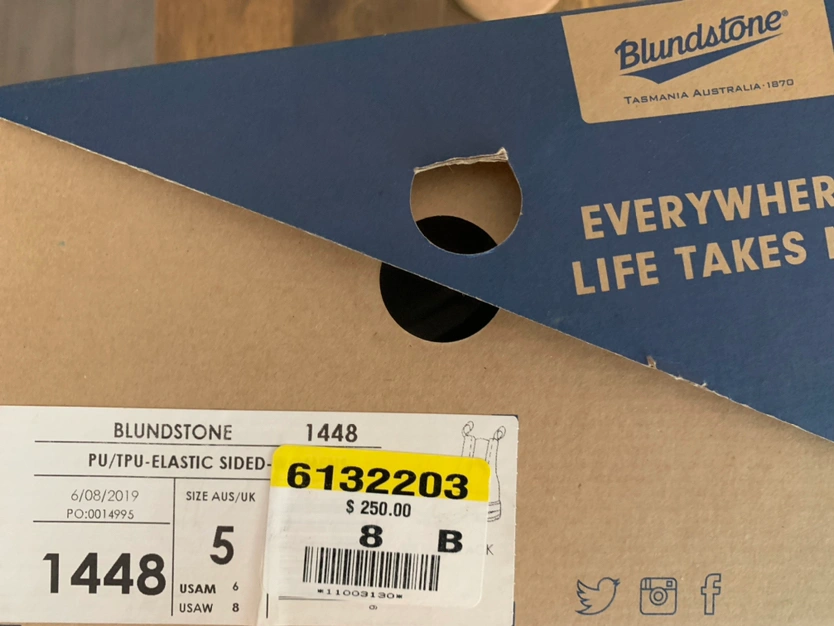 Blundstone®
TASMANIA AUSTRALIA·1870
EVERYWHER
LIFE TAKES
BLUNDSTONE 1448
PU/TPU-ELASTIC SIDED-
6/08/2019
PO:0014995
1448
SIZE AUS/UK
5
USAM 6
USAW 8
6132203
$ 250.00
8 B
*11003130*
K